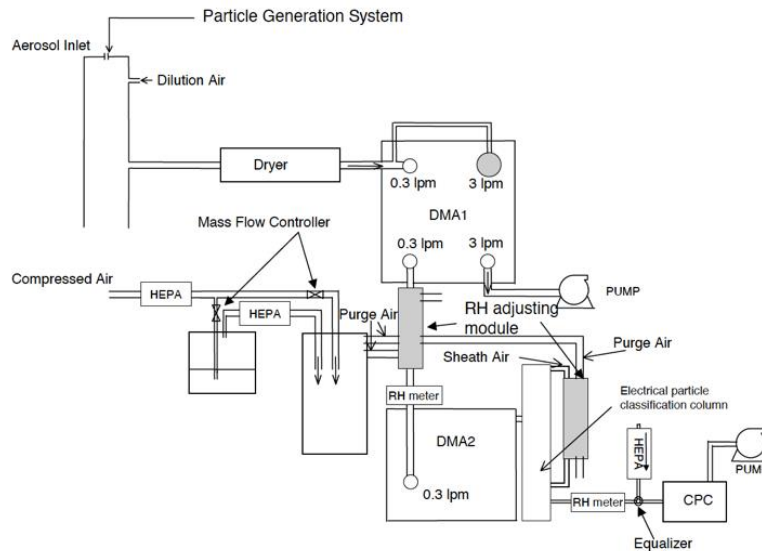 Particle Generation System
Aerosol Inlet
Dilution Air
Dryer
0.3 lpm
3 lpm
DMA1
Mass Flow Controller
0.3 lpm
3 lpm
Compressed Air
HEPA
HEPA
PUMP
Purge Air
RH adjusting
module
Purge Air
Sheath Air
RH meter
Electrical particle
classification column
DMA2
HEPA
PUMP
0.3 lpm
RH meter
CPC
Equalizer